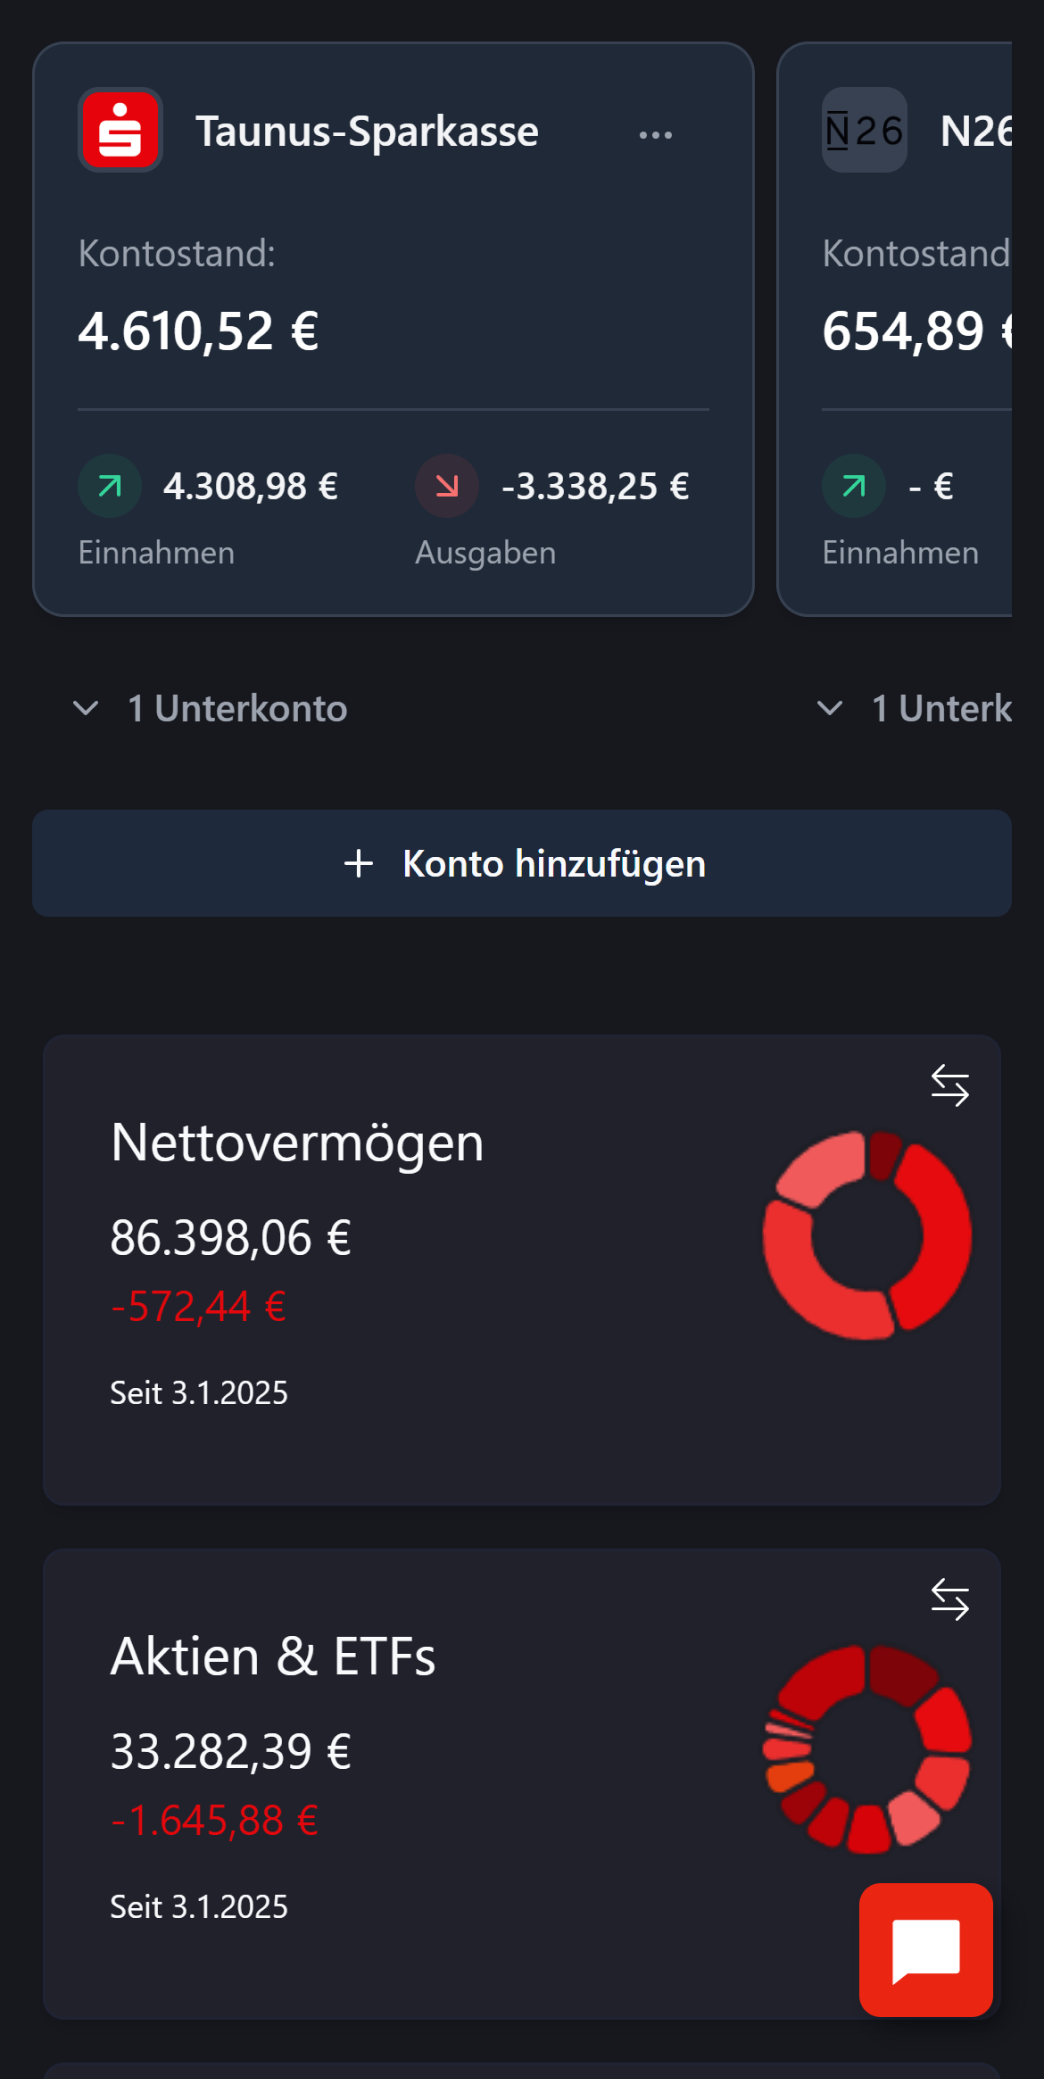 Taunus-Sparkasse
Kontostand:
4.610,52 €
4.308,98 €
-3.338,25 €
Einnahmen
Ausgaben
1 Unterkonto
N26
N26
Kontostand
654,89 €
- €
Einnahmen
1 Unterk
Konto hinzufügen
Nettovermögen
86.398,06 €
-572,44 €
Seit 3.1.2025
Aktien & ETFs
33.282,39 €
-1.645,88 €
Seit 3.1.2025